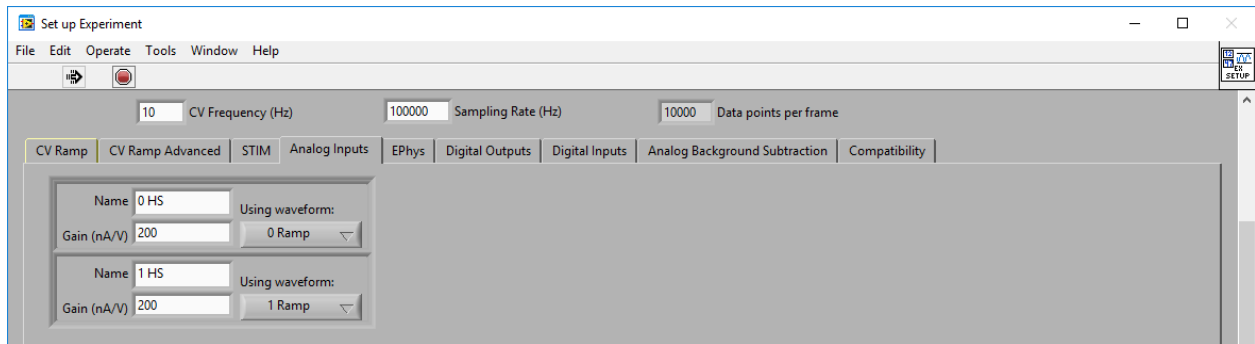 Set up Experiment
File Edit Operate Tools Window Help
EX
SETUP
10 CV Frequency (Hz) 100000 Sampling Rate (Hz) 10000 Data points per frame
CV Ramp CV Ramp Advanced STIM Analog Inputs EPhys Digital Outputs Digital Inputs Analog Background Subtraction Compatibility
Name 0 HS
Using waveform:
Gain (nA/V) 200 0 Ramp
Name 1 HS
Using waveform:
Gain (nA/V) 200 1 Ramp